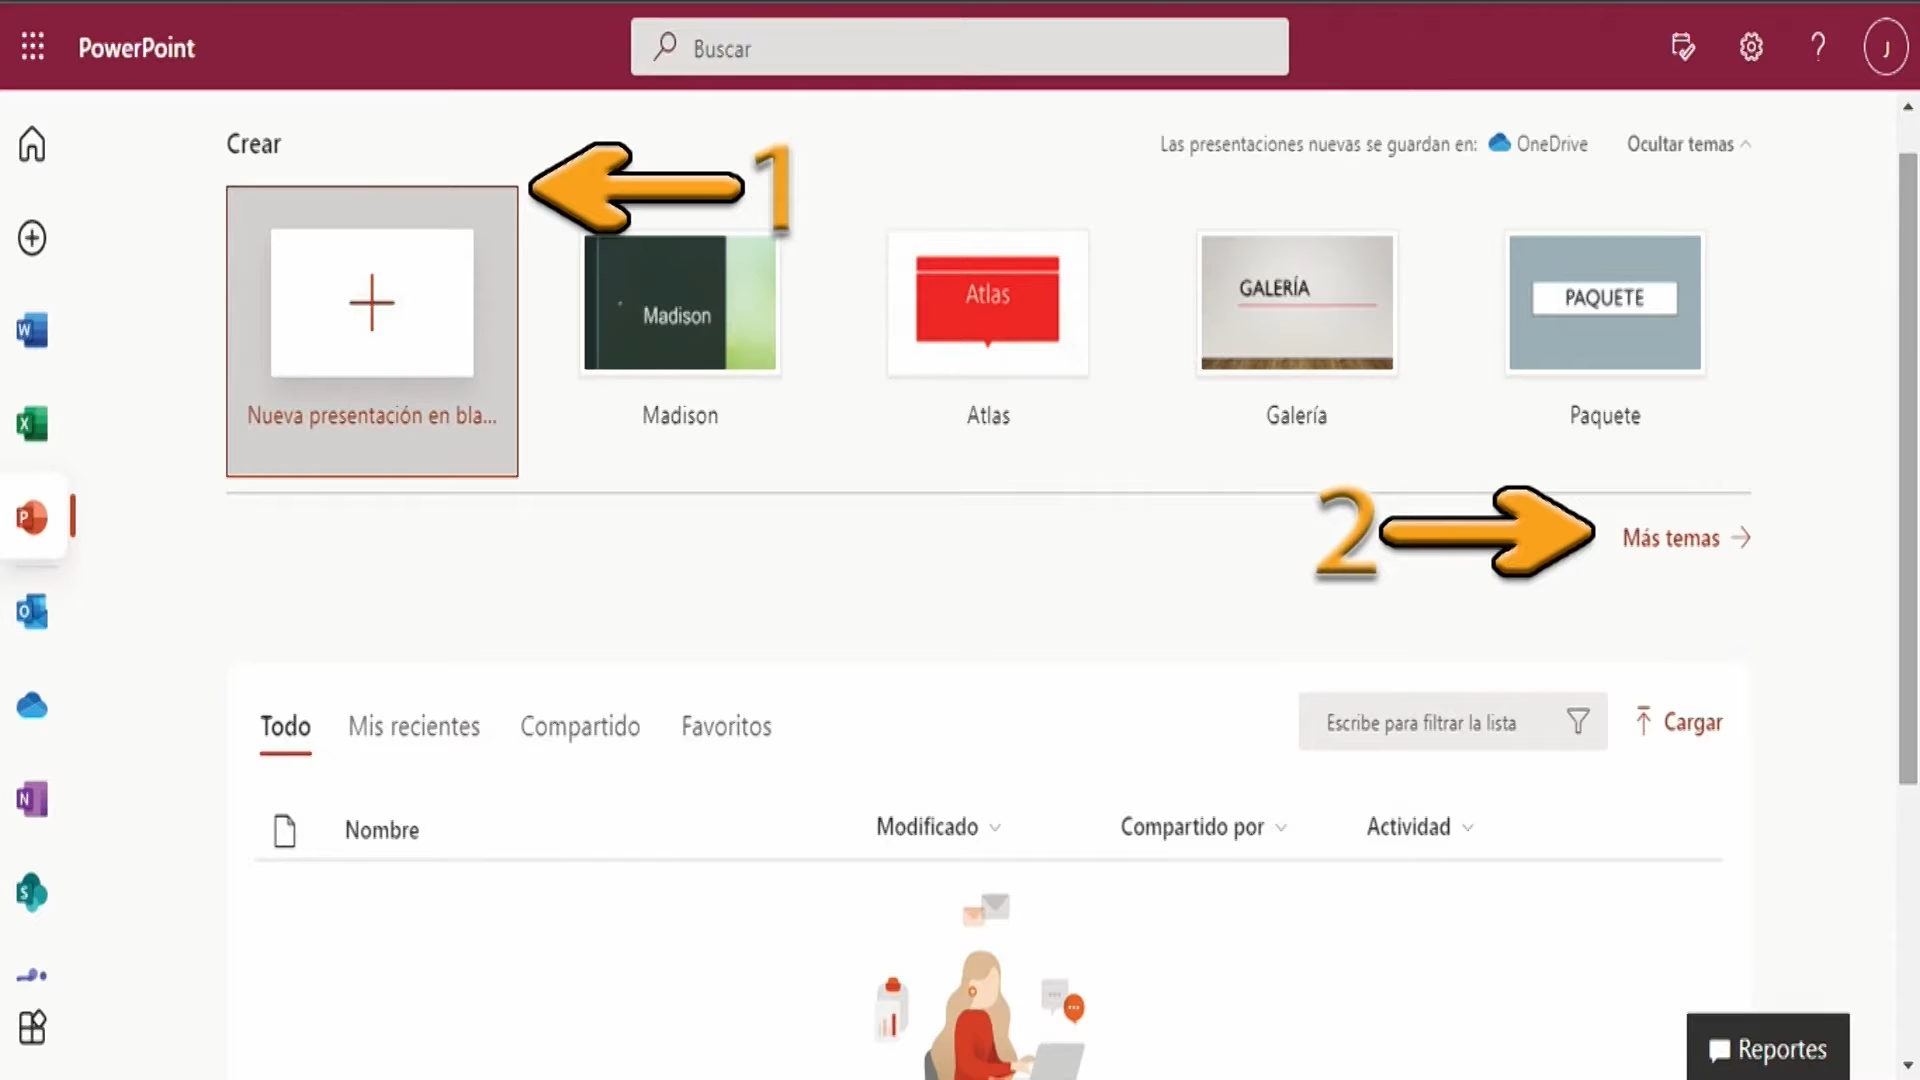 PowerPoint
Buscar
J
Crear
Las presentaciones nuevas se guardan en: OneDrive
Ocultar temas
1
Madison
Atlas
GALERÍA
PAQUETE
Nueva presentación en bla...
Madison
Atlas
Galería
Paquete
2
Más temas
Todo
Mis recientes
Compartido
Favoritos
Escribe para filtrar la lista
Cargar
Nombre
Modificado
Compartido por
Actividad
W
X
P
O
N
S
Reportes